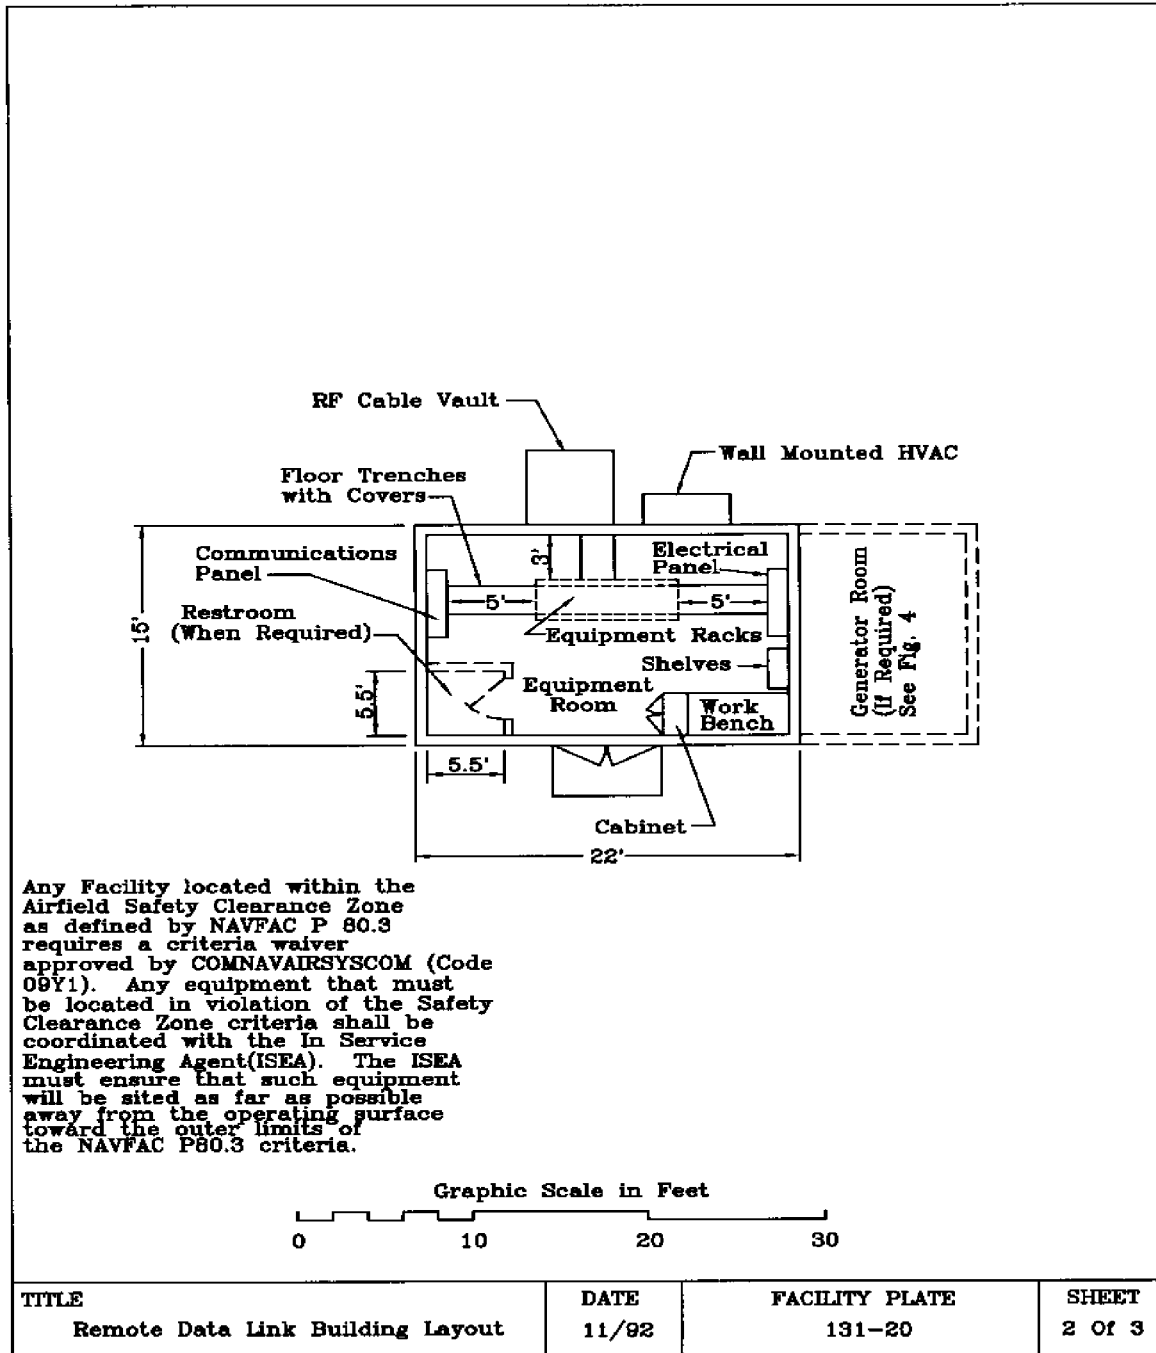 RF Cable Vault
Wall Mounted HVAC
Floor Trenches
with Covers
Communications
Panel
Electrical
Panel
3'
5'
5'
Restroom
(When Required)
Equipment Racks
15'
Shelves
Equipment
Room
Work
Bench
5.5'
5.5'
Generator Room
(If Required)
See Fig. 4
Cabinet
22'
Any Facility located within the
Airfield Safety Clearance Zone
as defined by NAVFAC P 80.3
requires a criteria waiver
approved by COMNAVAIRSYSCOM (Code
09Y1). Any equipment that must
be located in violation of the Safety
Clearance Zone criteria shall be
coordinated with the In Service
Engineering Agent(ISEA). The ISEA
must ensure that such equipment
will be sited as far as possible
away from the operating surface
toward the outer limits of
the NAVFAC P80.3 criteria.
Graphic Scale in Feet
0 10 20 30
TITLE
Remote Data Link Building Layout
DATE
11/92
FACILITY PLATE
131-20
SHEET
2 Of 3